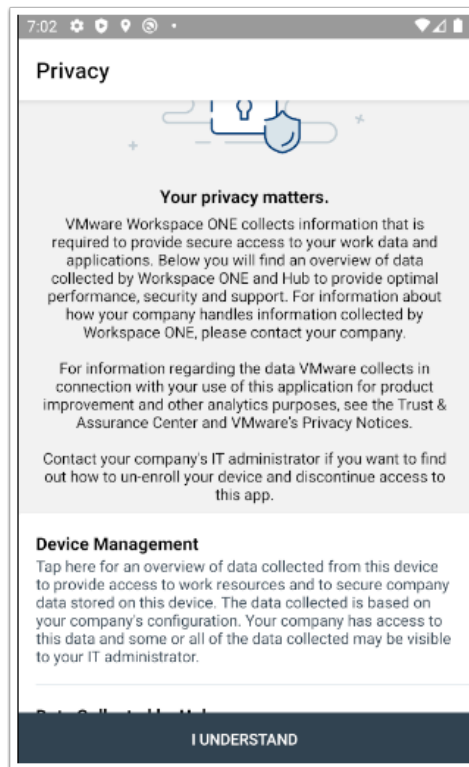 7:02
Privacy
Your privacy matters.
VMware Workspace ONE collects information that is
required to provide secure access to your work data and
applications. Below you will find an overview of data
collected by Workspace ONE and Hub to provide optimal
performance, security and support. For information about
how your company handles information collected by
Workspace ONE, please contact your company.
For information regarding the data VMware collects in
connection with your use of this application for product
improvement and other analytics purposes, see the Trust &
Assurance Center and VMware's Privacy Notices.
Contact your company's IT administrator if you want to find
out how to un-enroll your device and discontinue access to
this app.
Device Management
Tap here for an overview of data collected from this device
to provide access to work resources and to secure company
data stored on this device. The data collected is based on
your company's configuration. Your company has access to
this data and some or all of the data collected may be visible
to your IT administrator.
I UNDERSTAND